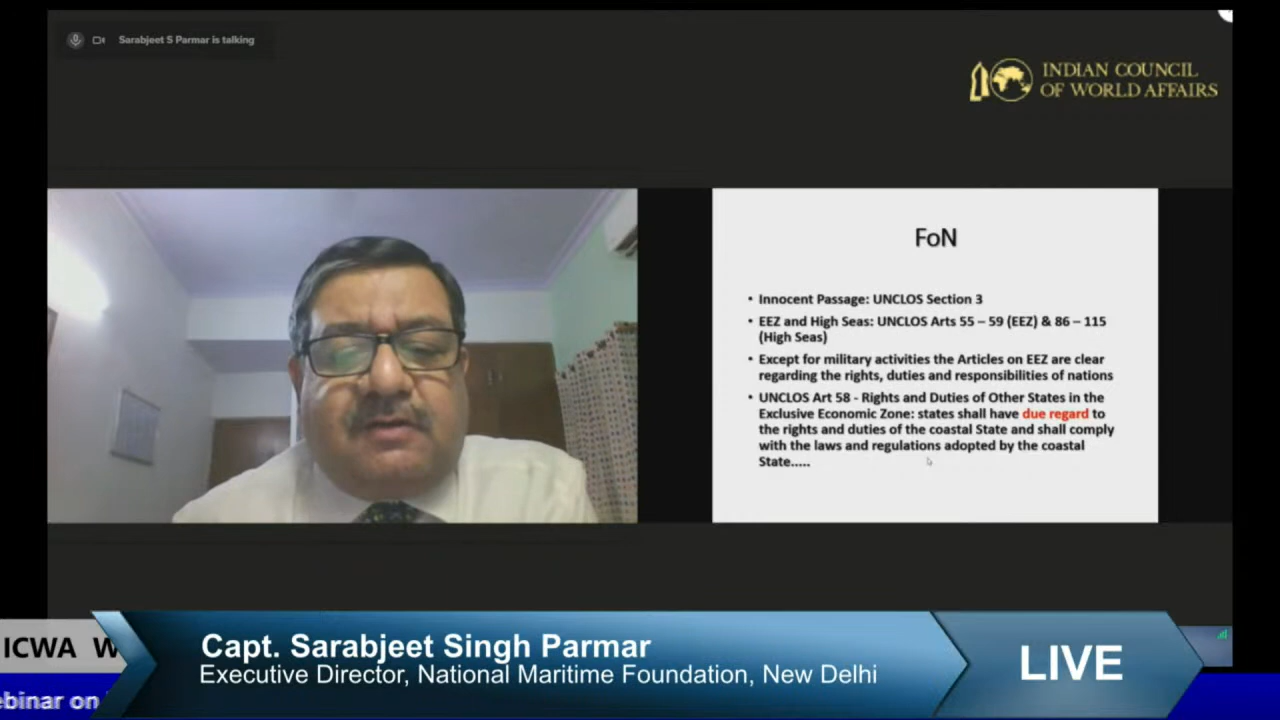 Sarabjeet S Parmar is talking
INDIAN COUNCIL
OF WORLD AFFAIRS
FoN
• Innocent Passage: UNCLOS Section 3
• EEZ and High Seas: UNCLOS Arts 55 – 59 (EEZ) & 86 – 115
(High Seas)
• Except for military activities the Articles on EEZ are clear
regarding the rights, duties and responsibilities of nations
• UNCLOS Art 58 - Rights and Duties of Other States in the
Exclusive Economic Zone: states shall have due regard to
the rights and duties of the coastal State and shall comply
with the laws and regulations adopted by the coastal
State.....
ICWA W
Capt. Sarabjeet Singh Parmar
Executive Director, National Maritime Foundation, New Delhi
LIVE
ebinar on